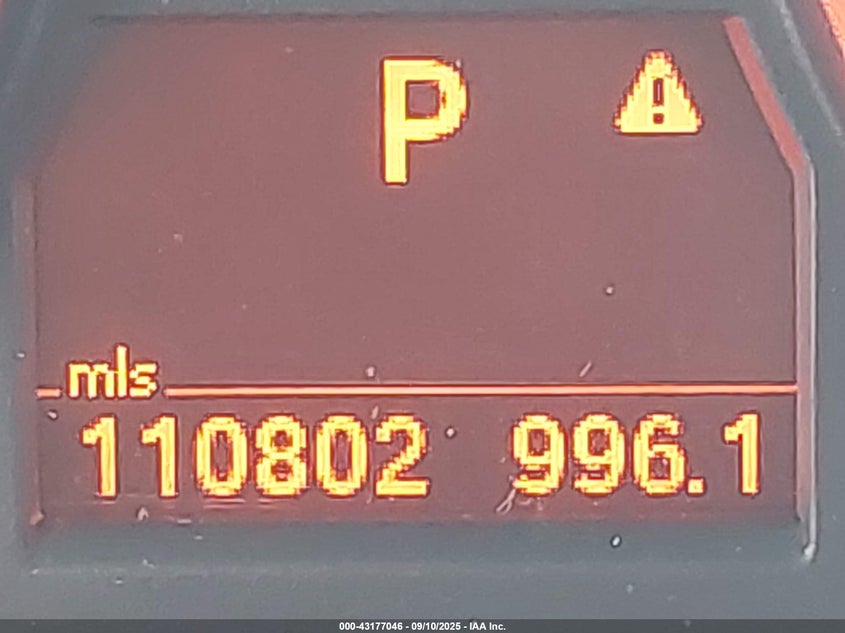 P
mls
110802 996.1
000-43177046 - 09/10/2025 - IAA Inc.